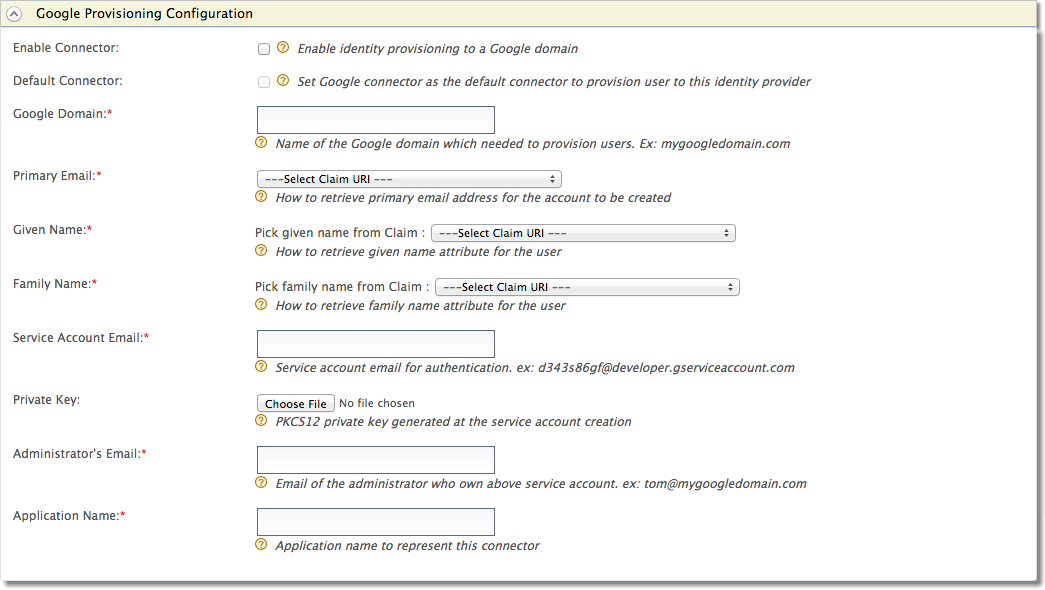 Google Provisioning Configuration
Enable Connector:
? Enable identity provisioning to a Google domain
Default Connector:
? Set Google connector as the default connector to provision user to this identity provider
Google Domain:*
? Name of the Google domain which needed to provision users. Ex: mygoogledomain.com
Primary Email:*
---Select Claim URI ---
? How to retrieve primary email address for the account to be created
Given Name:*
Pick given name from Claim : ---Select Claim URI ---
? How to retrieve given name attribute for the user
Family Name:*
Pick family name from Claim : ---Select Claim URI ---
? How to retrieve family name attribute for the user
Service Account Email:*
? Service account email for authentication. ex: d343s86gf@developer.gserviceaccount.com
Private Key:
Choose File No file chosen
? PKCS12 private key generated at the service account creation
Administrator's Email:*
? Email of the administrator who own above service account. ex: tom@mygoogledomain.com
Application Name:*
? Application name to represent this connector